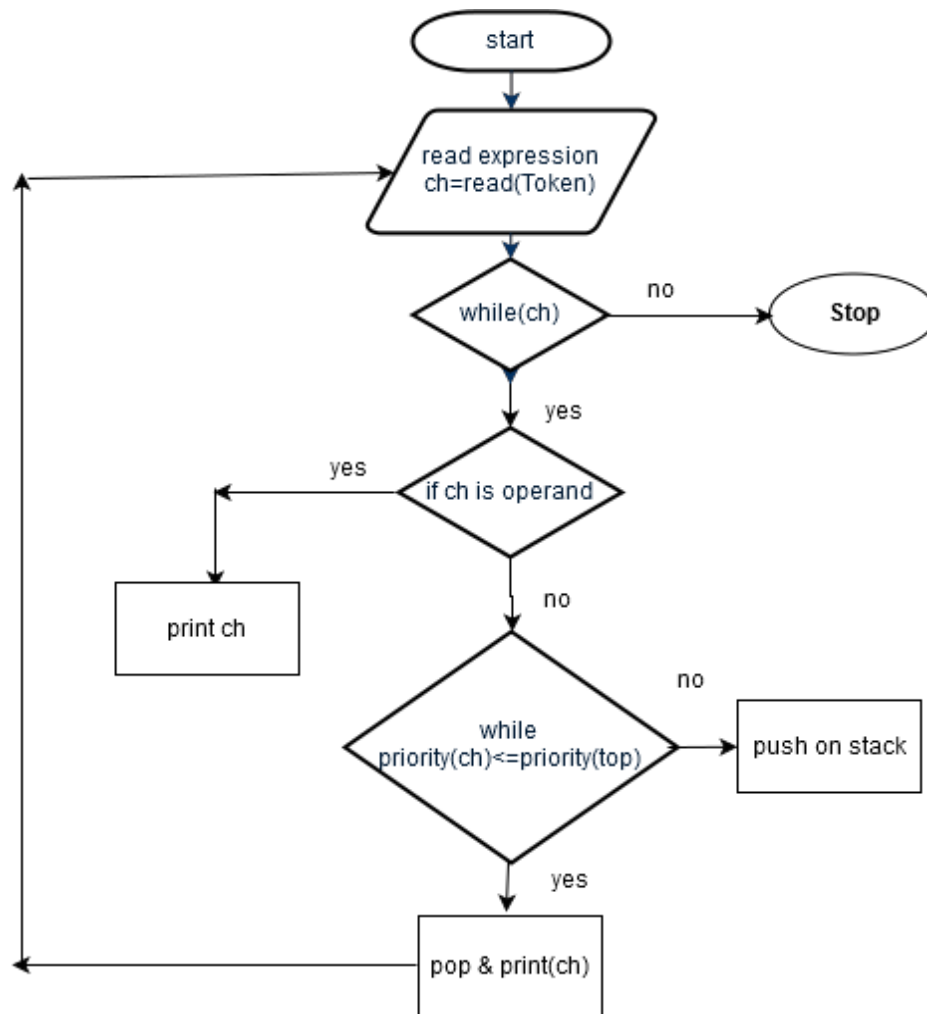 start
read expression
ch=read(Token)
while(ch)
no
Stop
yes
if ch is operand
yes
print ch
no
while
priority(ch)<=priority(top)
no
push on stack
yes
pop & print(ch)